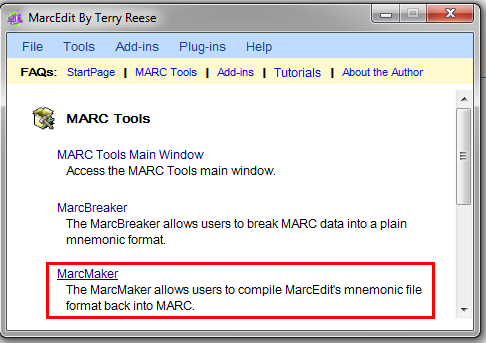 MarcEdit By Terry Reese
File Tools Add-ins Plug-ins Help
FAQs: StartPage | MARC Tools | Add-ins | Tutorials | About the Author
MARC Tools
MARC Tools Main Window
Access the MARC Tools main window.
MarcBreaker
The MarcBreaker allows users to break MARC data into a plain
mnemonic format.
MarcMaker
The MarcMaker allows users to compile MarcEdit's mnemonic file
format back into MARC.